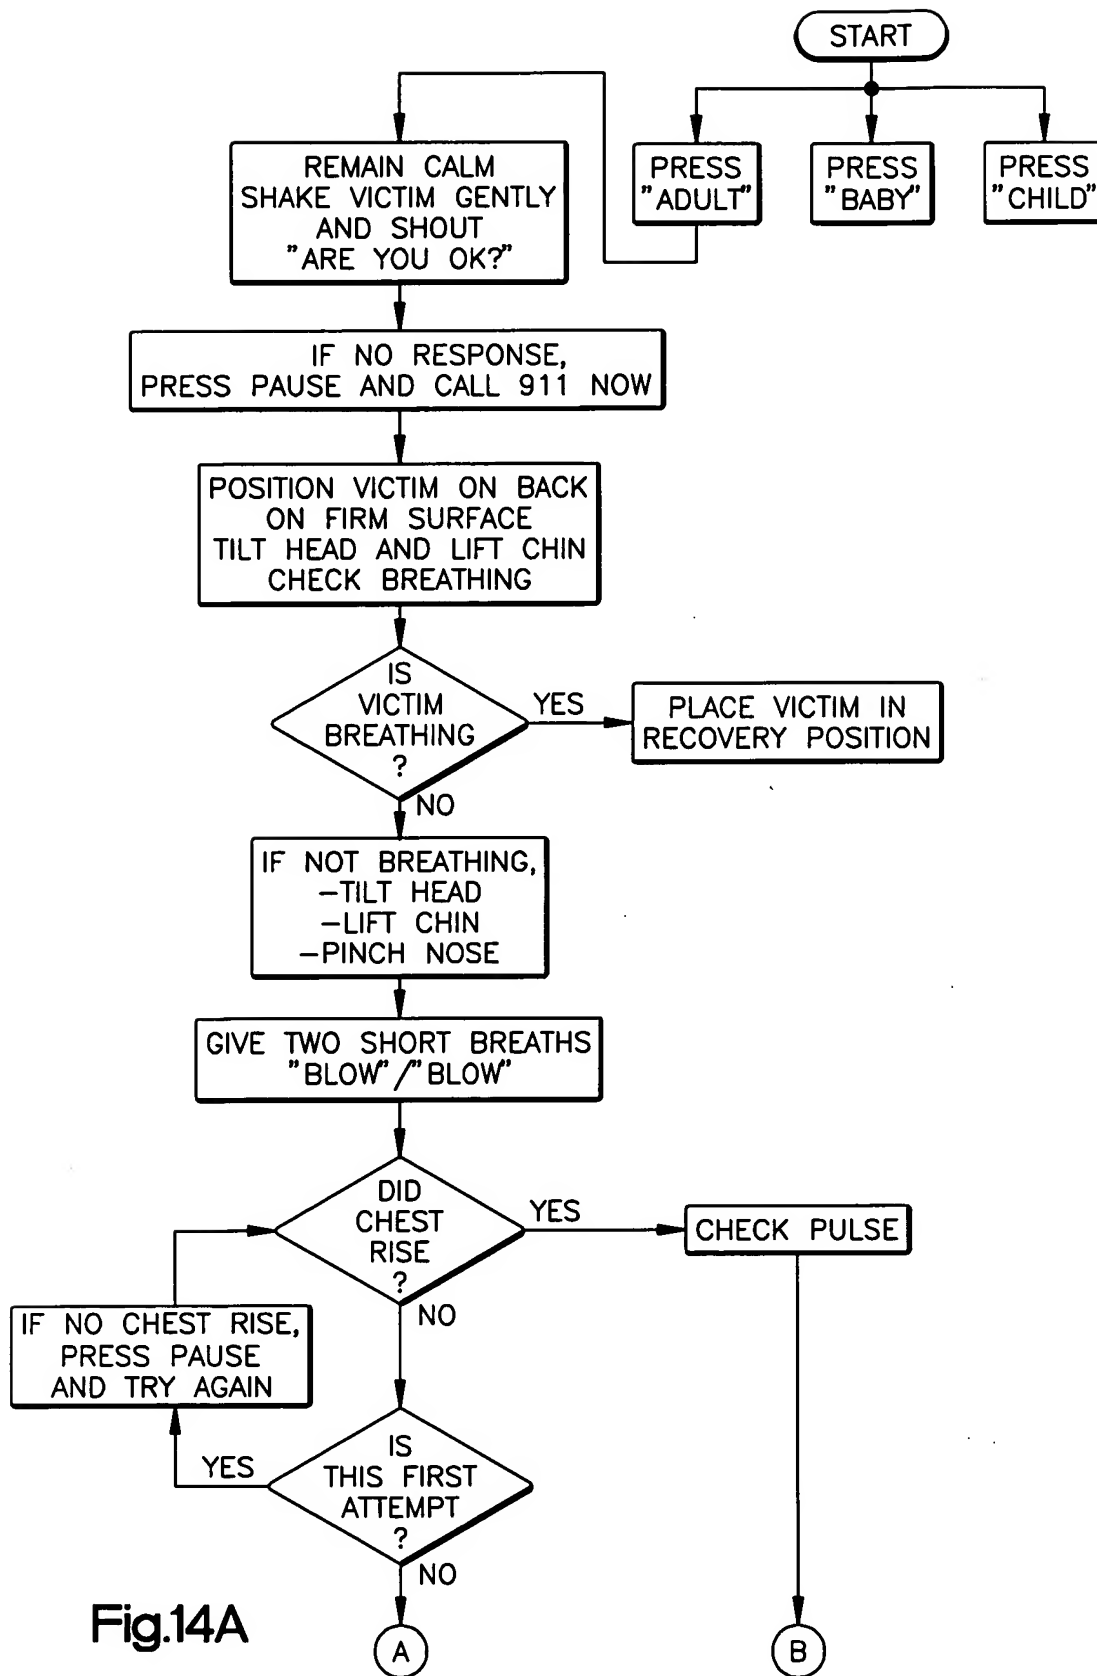 START
PRESS
"ADULT"
PRESS
"BABY"
PRESS
"CHILD"
REMAIN CALM
SHAKE VICTIM GENTLY
AND SHOUT
"ARE YOU OK?"
IF NO RESPONSE,
PRESS PAUSE AND CALL 911 NOW
POSITION VICTIM ON BACK
ON FIRM SURFACE
TILT HEAD AND LIFT CHIN
CHECK BREATHING
IS
VICTIM
BREATHING
?
YES
PLACE VICTIM IN
RECOVERY POSITION
NO
IF NOT BREATHING,
-TILT HEAD
-LIFT CHIN
-PINCH NOSE
GIVE TWO SHORT BREATHS
"BLOW"/"BLOW"
DID
CHEST
RISE
?
YES
CHECK PULSE
NO
IF NO CHEST RISE,
PRESS PAUSE
AND TRY AGAIN
IS
THIS FIRST
ATTEMPT
?
YES
NO
Fig.14A
A
B